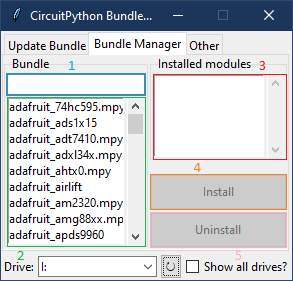 CircuitPython Bundle...
Update Bundle Bundle Manager Other
Bundle 1 Installed modules 3
adafruit_74hc595.mpy
adafruit_ads1x15
adafruit_adt7410.mpy
adafruit_adxl34x.mpy
adafruit_ahtx0.mpy
adafruit_airlift
adafruit_am2320.mpy
adafruit_amg88xx.mpy
adafruit_apds9960
4
Install
Uninstall
2 5
Drive: I: Show all drives?